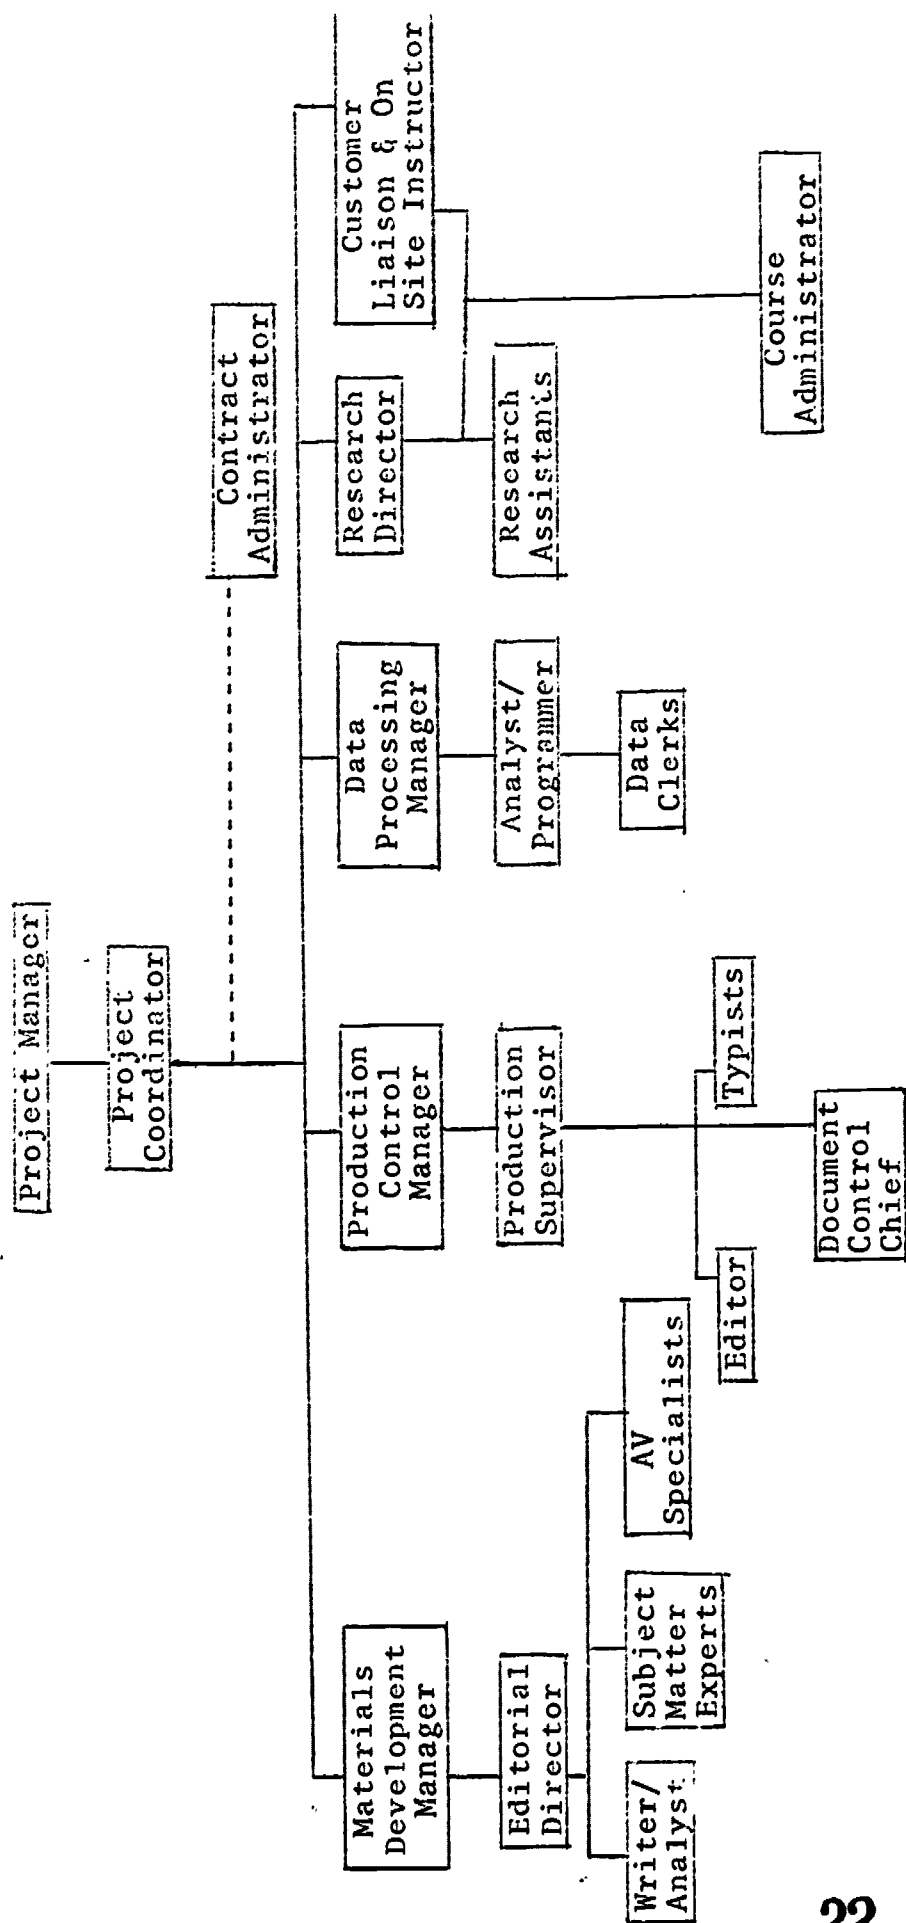 Project Manager
Project
Coordinator
Contract
Administrator
Materials
Development
Manager
Production
Control
Manager
Data
Processing
Manager
Research
Director
Customer
Liaison & On
Site Instructor
Editorial
Director
Production
Supervisor
Analyst/
Programmer
Research
Assistants
Writer/
Analyst
Subject
Matter
Experts
AV
Specialists
Data
Clerks
Editor
Typists
Course
Administrator
Document
Control
Chief
22